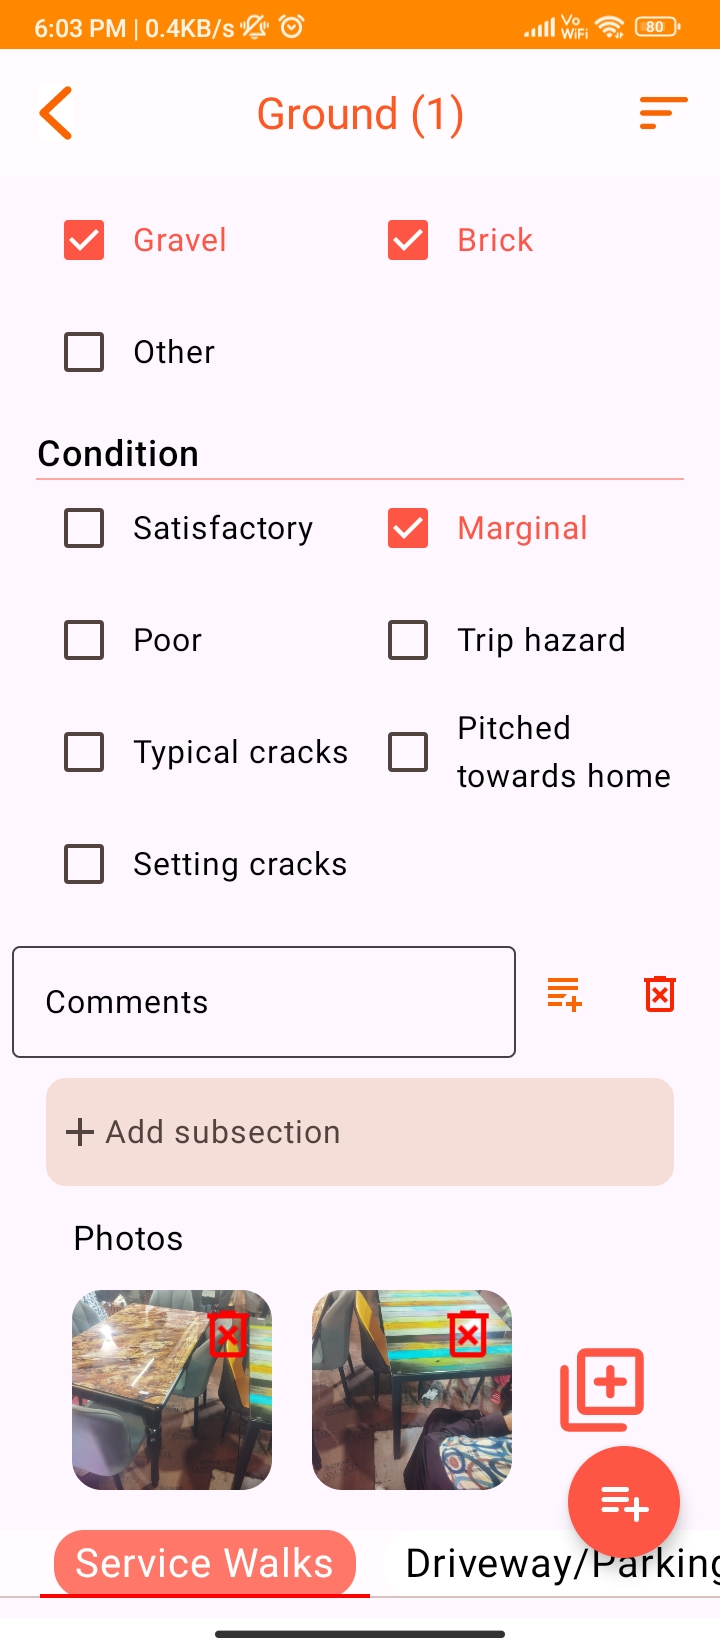 6:03 PM | 0.4KB/s
Vo
WiFi
80
Ground (1)
Gravel
Brick
Other
Condition
Satisfactory
Marginal
Poor
Trip hazard
Typical cracks
Pitched
towards home
Setting cracks
Comments
Add subsection
Photos
Service Walks
Driveway/Parking